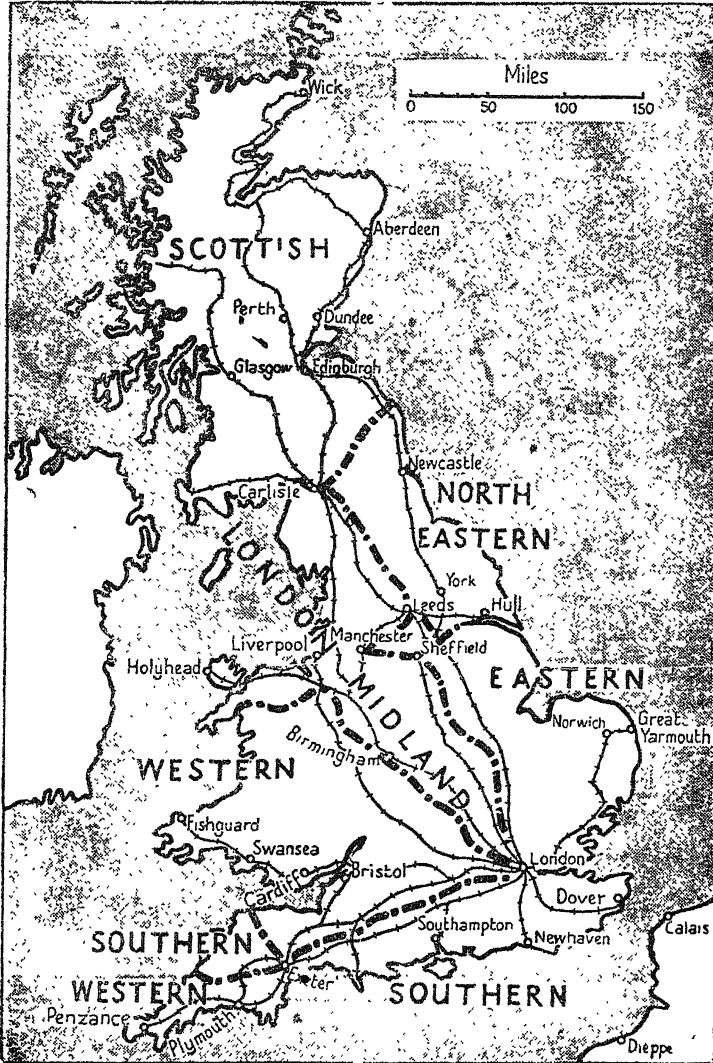 Miles
0 50 100 150
Wick
Aberdeen
SCOTTISH
Perth
Dundee
Glasgow
Edinburgh
Newcastle
Carlisle
NORTH
EASTERN
LONDON
York
Leeds
Hull
Manchester
Liverpool
Sheffield
Holyhead
EASTERN
MIDLAND
Norwich
Great
Yarmouth
Birmingham
WESTERN
Fishguard
Swansea
Cardiff
Bristol
London
Dover
Calais
Southampton
Newhaven
SOUTHERN
Exeter
WESTERN
SOUTHERN
Penzance
Plymouth
Dieppe